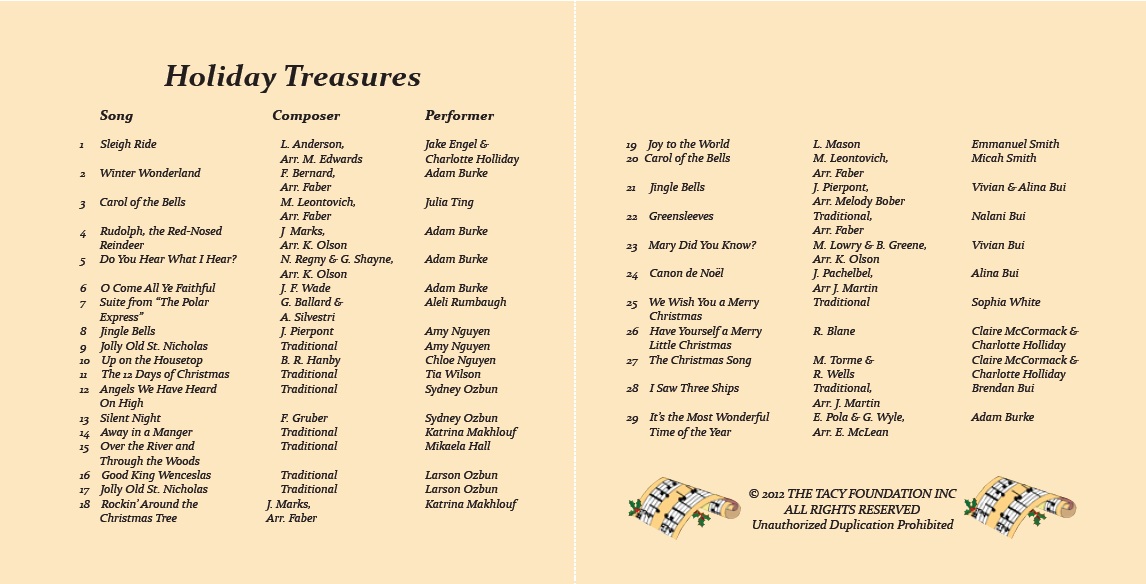 Holiday Treasures
Song Composer Performer
1 Sleigh Ride L. Anderson, Jake Engel &
Arr. M. Edwards Charlotte Holliday
2 Winter Wonderland F. Bernard, Adam Burke
Arr. Faber
3 Carol of the Bells M. Leontovich, Julia Ting
Arr. Faber
4 Rudolph, the Red-Nosed J Marks, Adam Burke
Reindeer Arr. K. Olson
5 Do You Hear What I Hear? N. Regny & G. Shayne, Adam Burke
Arr. K. Olson
6 O Come All Ye Faithful J. F. Wade Adam Burke
7 Suite from “The Polar G. Ballard & Aleli Rumbaugh
Express” A. Silvestri
8 Jingle Bells J. Pierpont Amy Nguyen
9 Jolly Old St. Nicholas Traditional Amy Nguyen
10 Up on the Housetop B. R. Hanby Chloe Nguyen
11 The 12 Days of Christmas Traditional Tia Wilson
12 Angels We Have Heard Traditional Sydney Ozbun
On High
13 Silent Night F. Gruber Sydney Ozbun
14 Away in a Manger Traditional Katrina Makhlouf
15 Over the River and Traditional Mikaela Hall
Through the Woods
16 Good King Wenceslas Traditional Larson Ozbun
17 Jolly Old St. Nicholas Traditional Larson Ozbun
18 Rockin’ Around the J. Marks, Katrina Makhlouf
Christmas Tree Arr. Faber
19 Joy to the World L. Mason Emmanuel Smith
20 Carol of the Bells M. Leontovich, Micah Smith
Arr. Faber
21 Jingle Bells J. Pierpont, Vivian & Alina Bui
Arr. Melody Bober
22 Greensleeves Traditional, Nalani Bui
Arr. Faber
23 Mary Did You Know? M. Lowry & B. Greene, Vivian Bui
Arr. K. Olson
24 Canon de Noël J. Pachelbel, Alina Bui
Arr J. Martin
25 We Wish You a Merry Traditional Sophia White
Christmas
26 Have Yourself a Merry R. Blane Claire McCormack &
Little Christmas Charlotte Holliday
27 The Christmas Song M. Torme & Claire McCormack &
R. Wells Charlotte Holliday
28 I Saw Three Ships Traditional, Brendan Bui
Arr. J. Martin
29 It’s the Most Wonderful E. Pola & G. Wyle, Adam Burke
Time of the Year Arr. E. McLean
© 2012 THE TACY FOUNDATION INC
ALL RIGHTS RESERVED
Unauthorized Duplication Prohibited